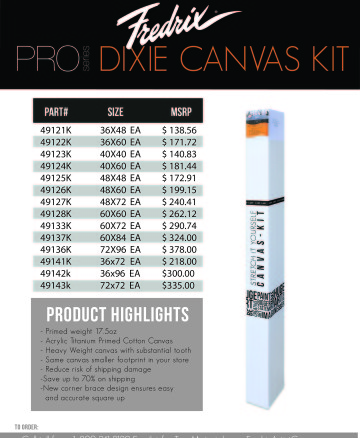 Fredrix
PRO series DIXIE CANVAS KIT
PART# SIZE MSRP
49121K 36X48 EA $ 138.56
49122K 36X60 EA $ 171.72
49123K 40X40 EA $ 140.83
49124K 40X60 EA $ 181.44
49125K 48X48 EA $ 172.91
49126K 48X60 EA $ 199.15
49127K 48X72 EA $ 240.41
49128K 60X60 EA $ 262.12
49133K 60X72 EA $ 290.74
49137K 60X84 EA $ 324.00
49136K 72X96 EA $ 378.00
49141K 36x72 EA $ 218.00
49142k 36x96 EA $300.00
49143k 72x72 EA $335.00
STRETCH IT YOURSELF
CANVAS-KIT
PRODUCT HIGHLIGHTS
- Primed weight 17.5oz
- Acrylic Titanium Primed Cotton Canvas
- Heavy Weight canvas with substantial tooth
- Same canvas smaller footprint in your store
- Reduce risk of shipping damage
-Save up to 70% on shipping
-New corner brace design ensures easy
and accurate square up
TO ORDER: